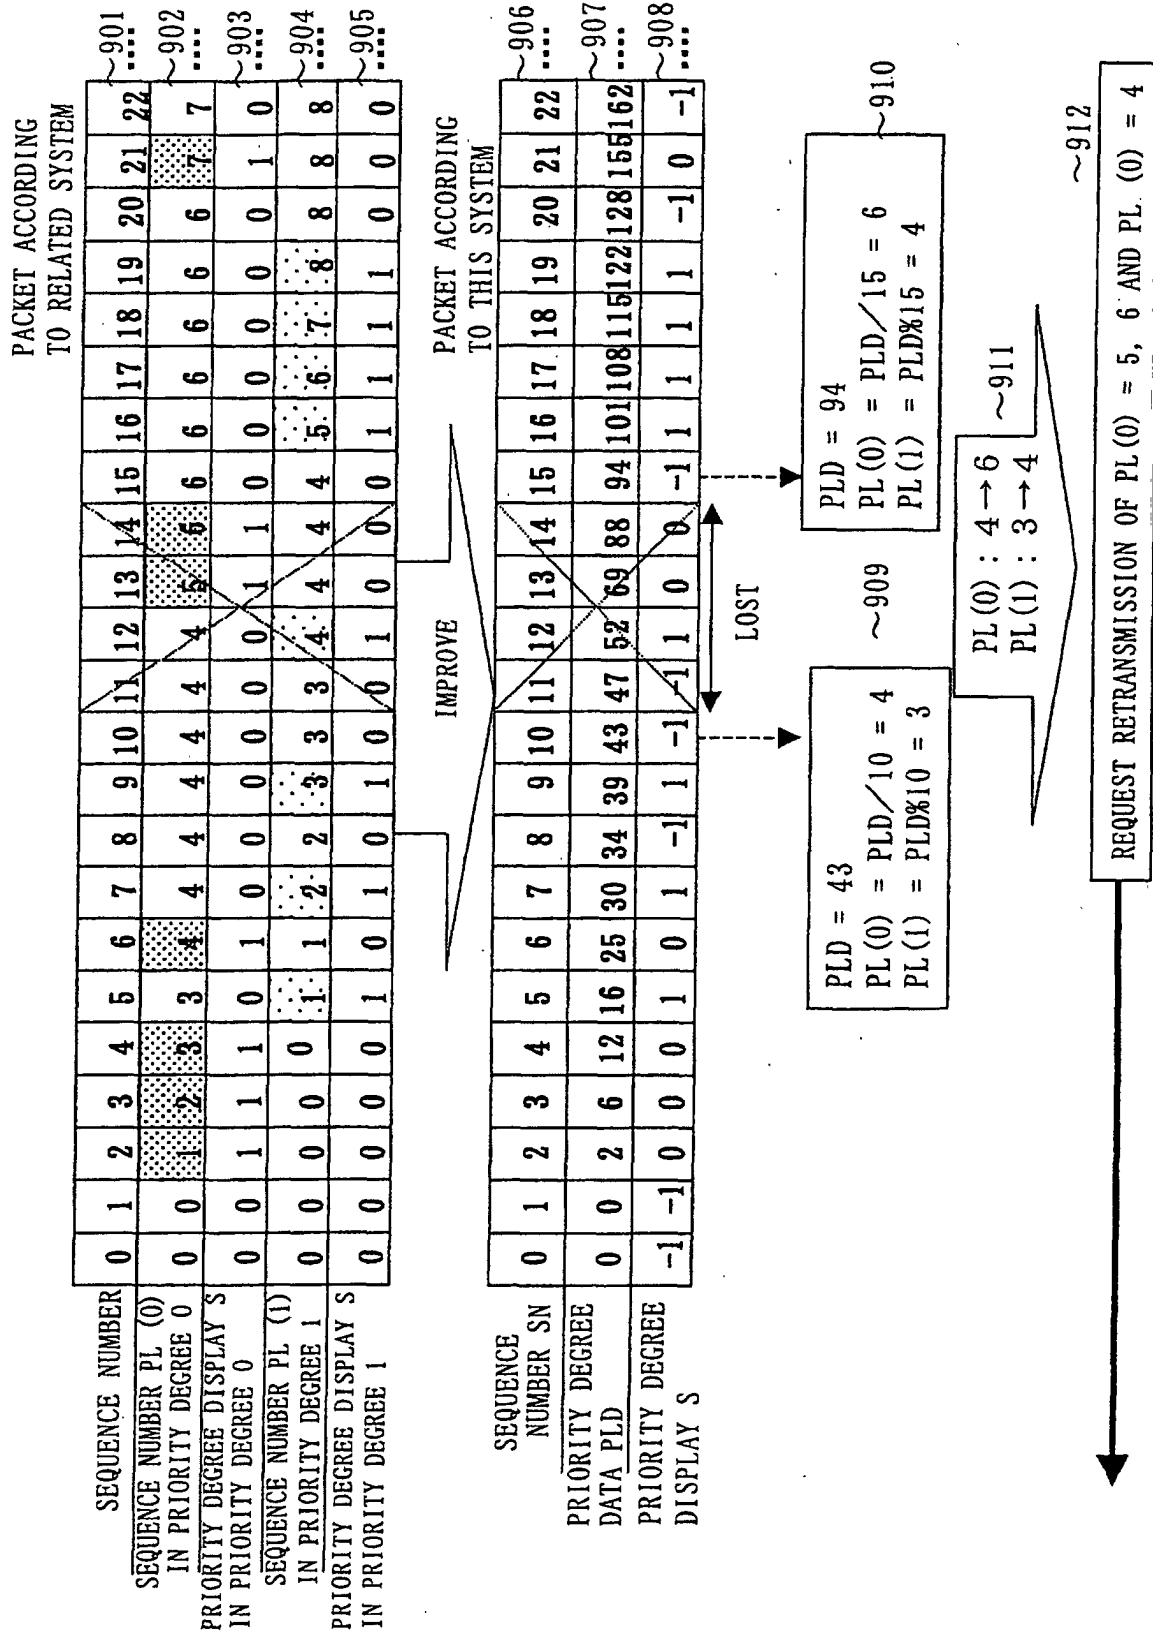 PACKET ACCORDING
TO RELATED SYSTEM
SEQUENCE NUMBER 0 1 2 3 4 5 6 7 8 9 10 11 12 13 14 15 16 17 18 19 20 21 22 ~901
SEQUENCE NUMBER PL (0)
IN PRIORITY DEGREE 0
0 0 1 2 3 3 4 4 4 4 4 4 4 5 6 6 6 6 6 6 6 7 7 ~902
PRIORITY DEGREE DISPLAY S
IN PRIORITY DEGREE 0
0 0 1 1 1 0 1 0 0 0 0 0 0 1 1 0 0 0 0 0 0 1 0 ~903
SEQUENCE NUMBER PL (1)
IN PRIORITY DEGREE 1
0 0 0 0 0 1 1 2 2 3 3 3 4 4 4 4 5 6 7 8 8 8 8 ~904
PRIORITY DEGREE DISPLAY S
IN PRIORITY DEGREE 1
0 0 0 0 0 1 0 1 0 1 0 0 1 0 0 0 1 1 1 1 0 0 0 ~905
IMPROVE
PACKET ACCORDING
TO THIS SYSTEM
SEQUENCE
NUMBER SN
0 1 2 3 4 5 6 7 8 9 10 11 12 13 14 15 16 17 18 19 20 21 22 ~906
PRIORITY DEGREE
DATA PLD
0 0 2 6 12 16 25 30 34 39 43 47 52 69 88 94 101 108 115 122 128 155 162 ~907
PRIORITY DEGREE
DISPLAY S
-1 -1 0 0 0 1 0 1 -1 1 -1 -1 1 0 0 -1 1 1 1 1 -1 0 -1 ~908
LOST
PLD = 43
PL(0) = PLD/10 = 4
PL(1) = PLD%10 = 3
~909
PLD = 94
PL(0) = PLD/15 = 6
PL(1) = PLD%15 = 4
~910
PL(0) : 4→6
PL(1) : 3→4
~911
REQUEST RETRANSMISSION OF PL(0) = 5, 6 AND PL (0) = 4
~912